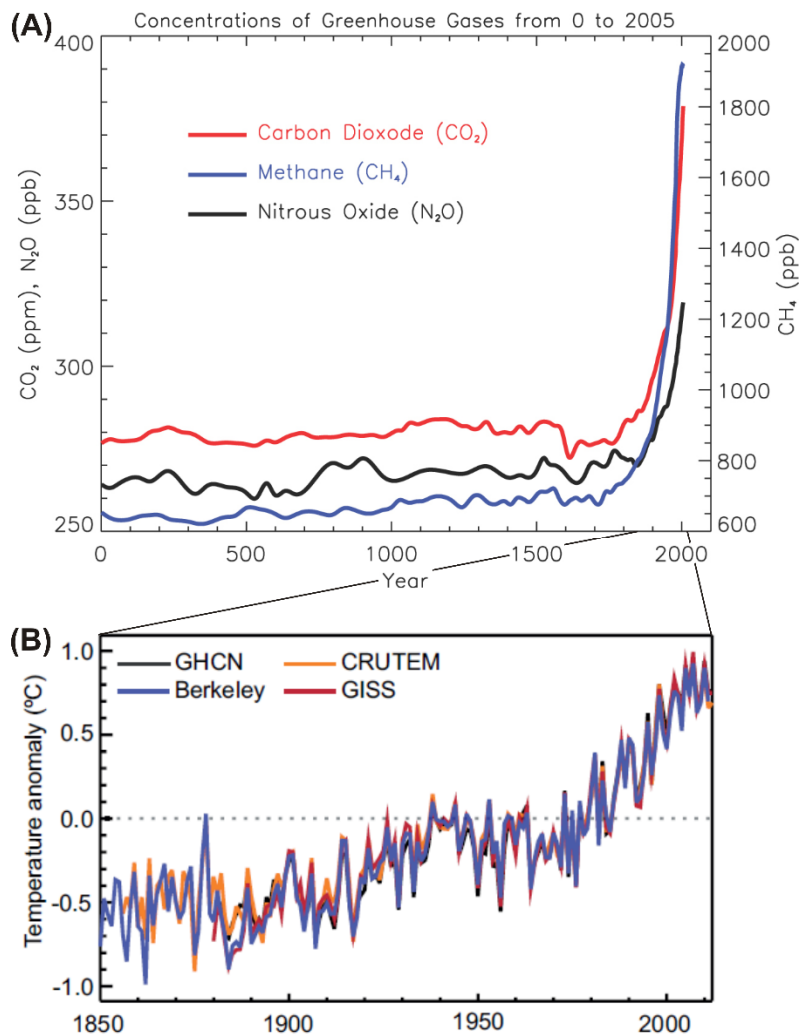 (A) Concentrations of Greenhouse Gases from 0 to 2005
400
350
300
250
CO₂ (ppm), N₂O (ppb)
Carbon Dioxode (CO₂)
Methane (CH₄)
Nitrous Oxide (N₂O)
2000
1800
1600
1400
1200
1000
800
600
CH₄ (ppb)
0 500 1000 1500 2000
Year
(B)
1.0
0.5
0.0
-0.5
-1.0
Temperature anomaly (ºC)
GHCN CRUTEM
Berkeley GISS
1850 1900 1950 2000